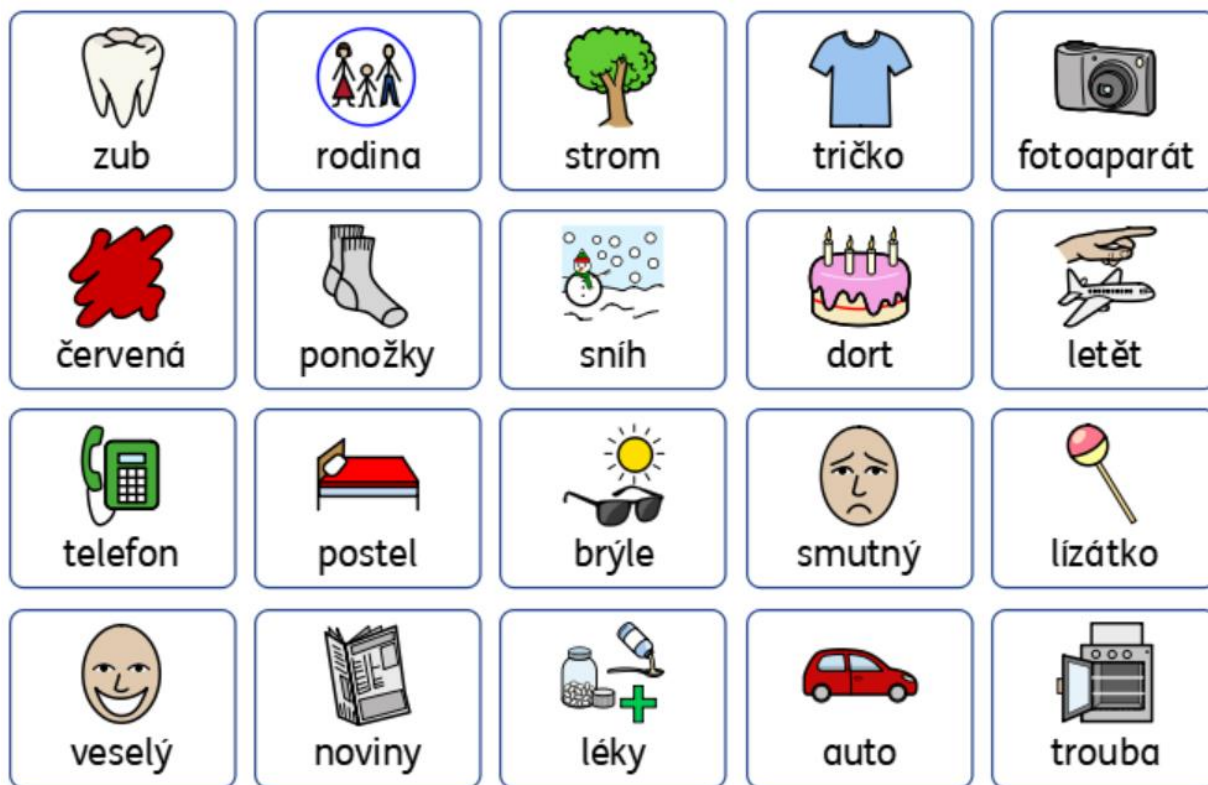 zub
rodina
strom
tričko
fotoaparát
červená
ponožky
sníh
dort
letět
telefon
postel
brýle
smutný
lízátko
veselý
noviny
léky
auto
trouba